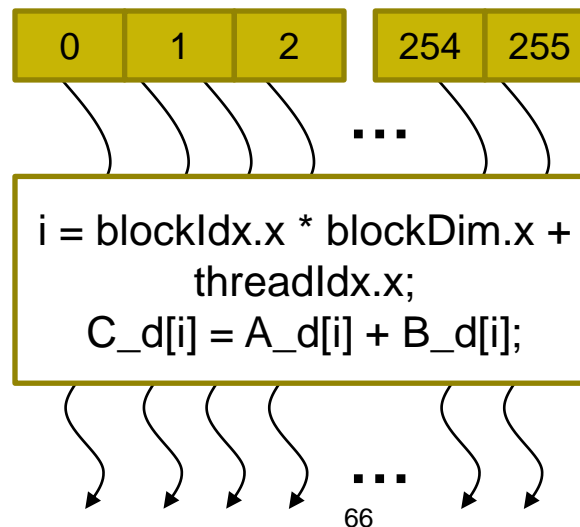 0 1 2 254 255
...
i = blockIdx.x * blockDim.x +
threadIdx.x;
C_d[i] = A_d[i] + B_d[i];
...
66